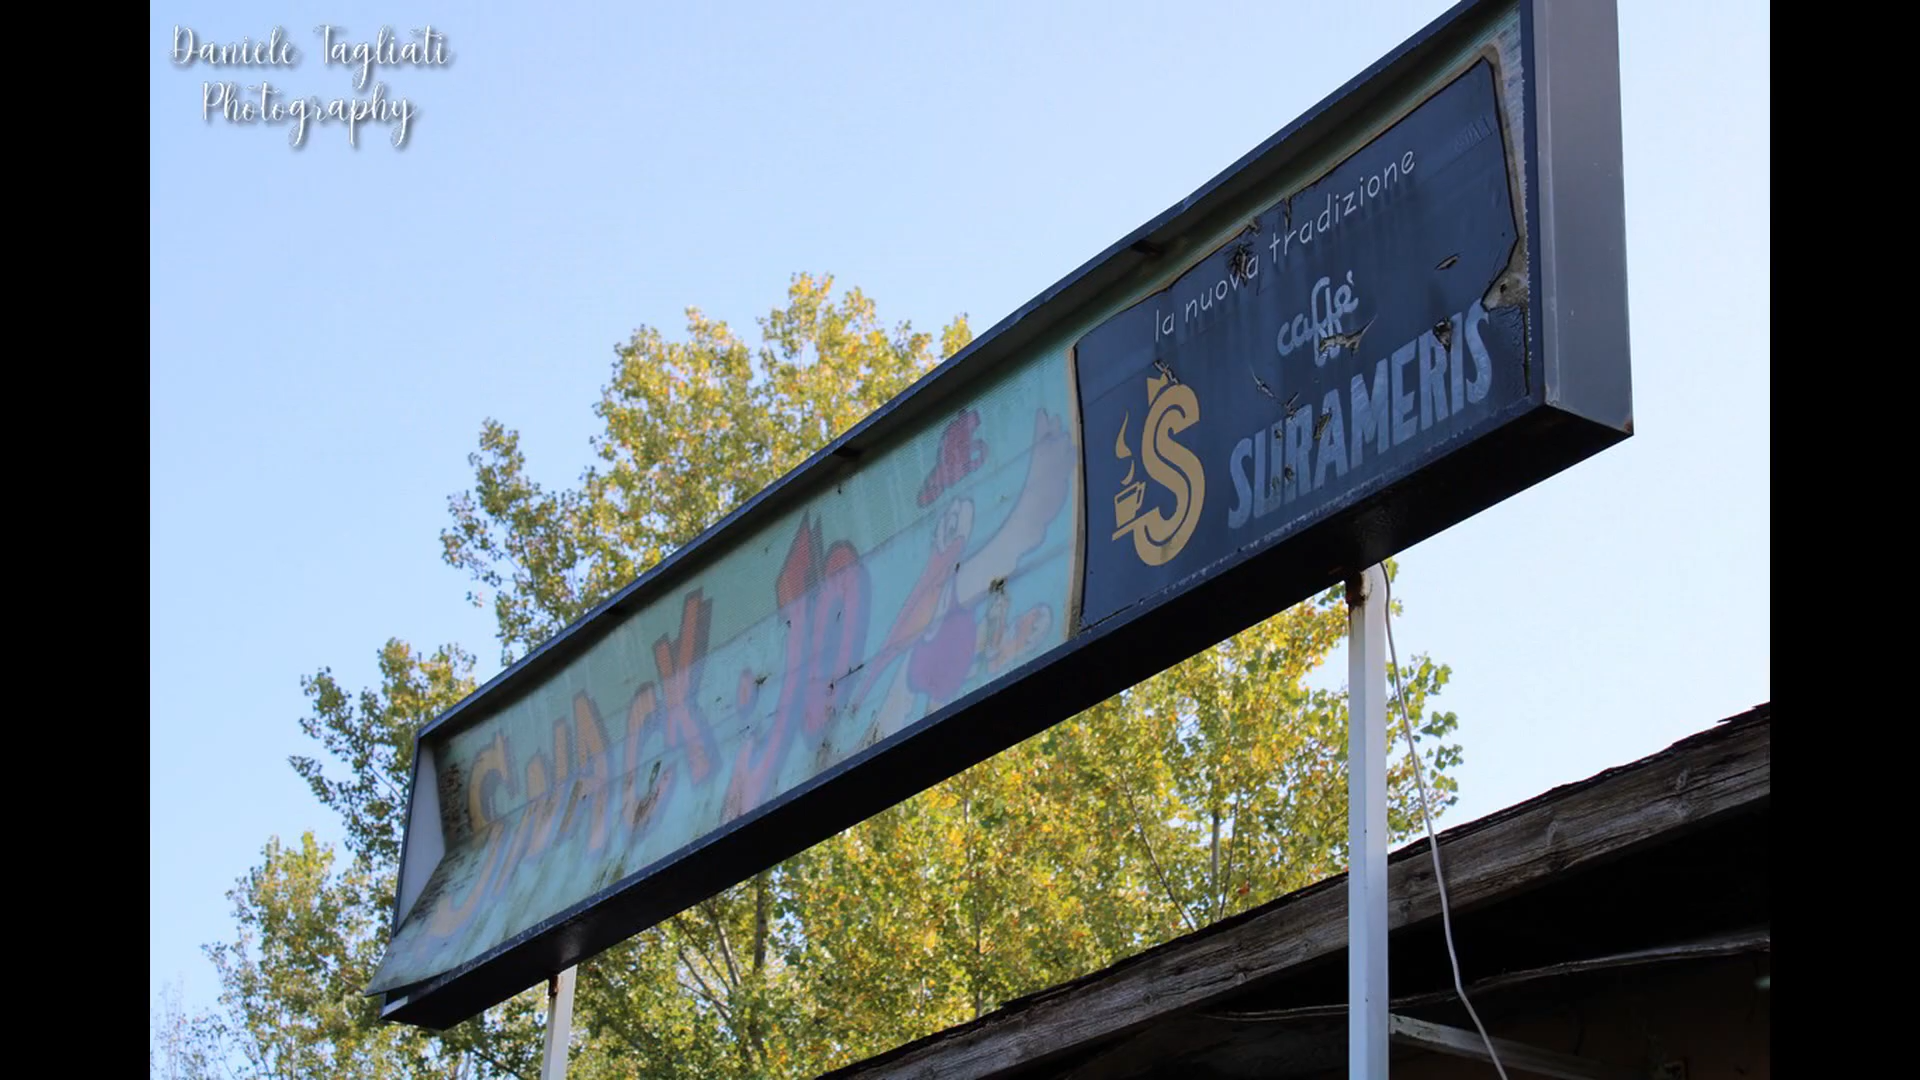 Daniele Tagliati
Photography
la nuova tradizione
caffè
SURAMERIS
S
SNACK JO